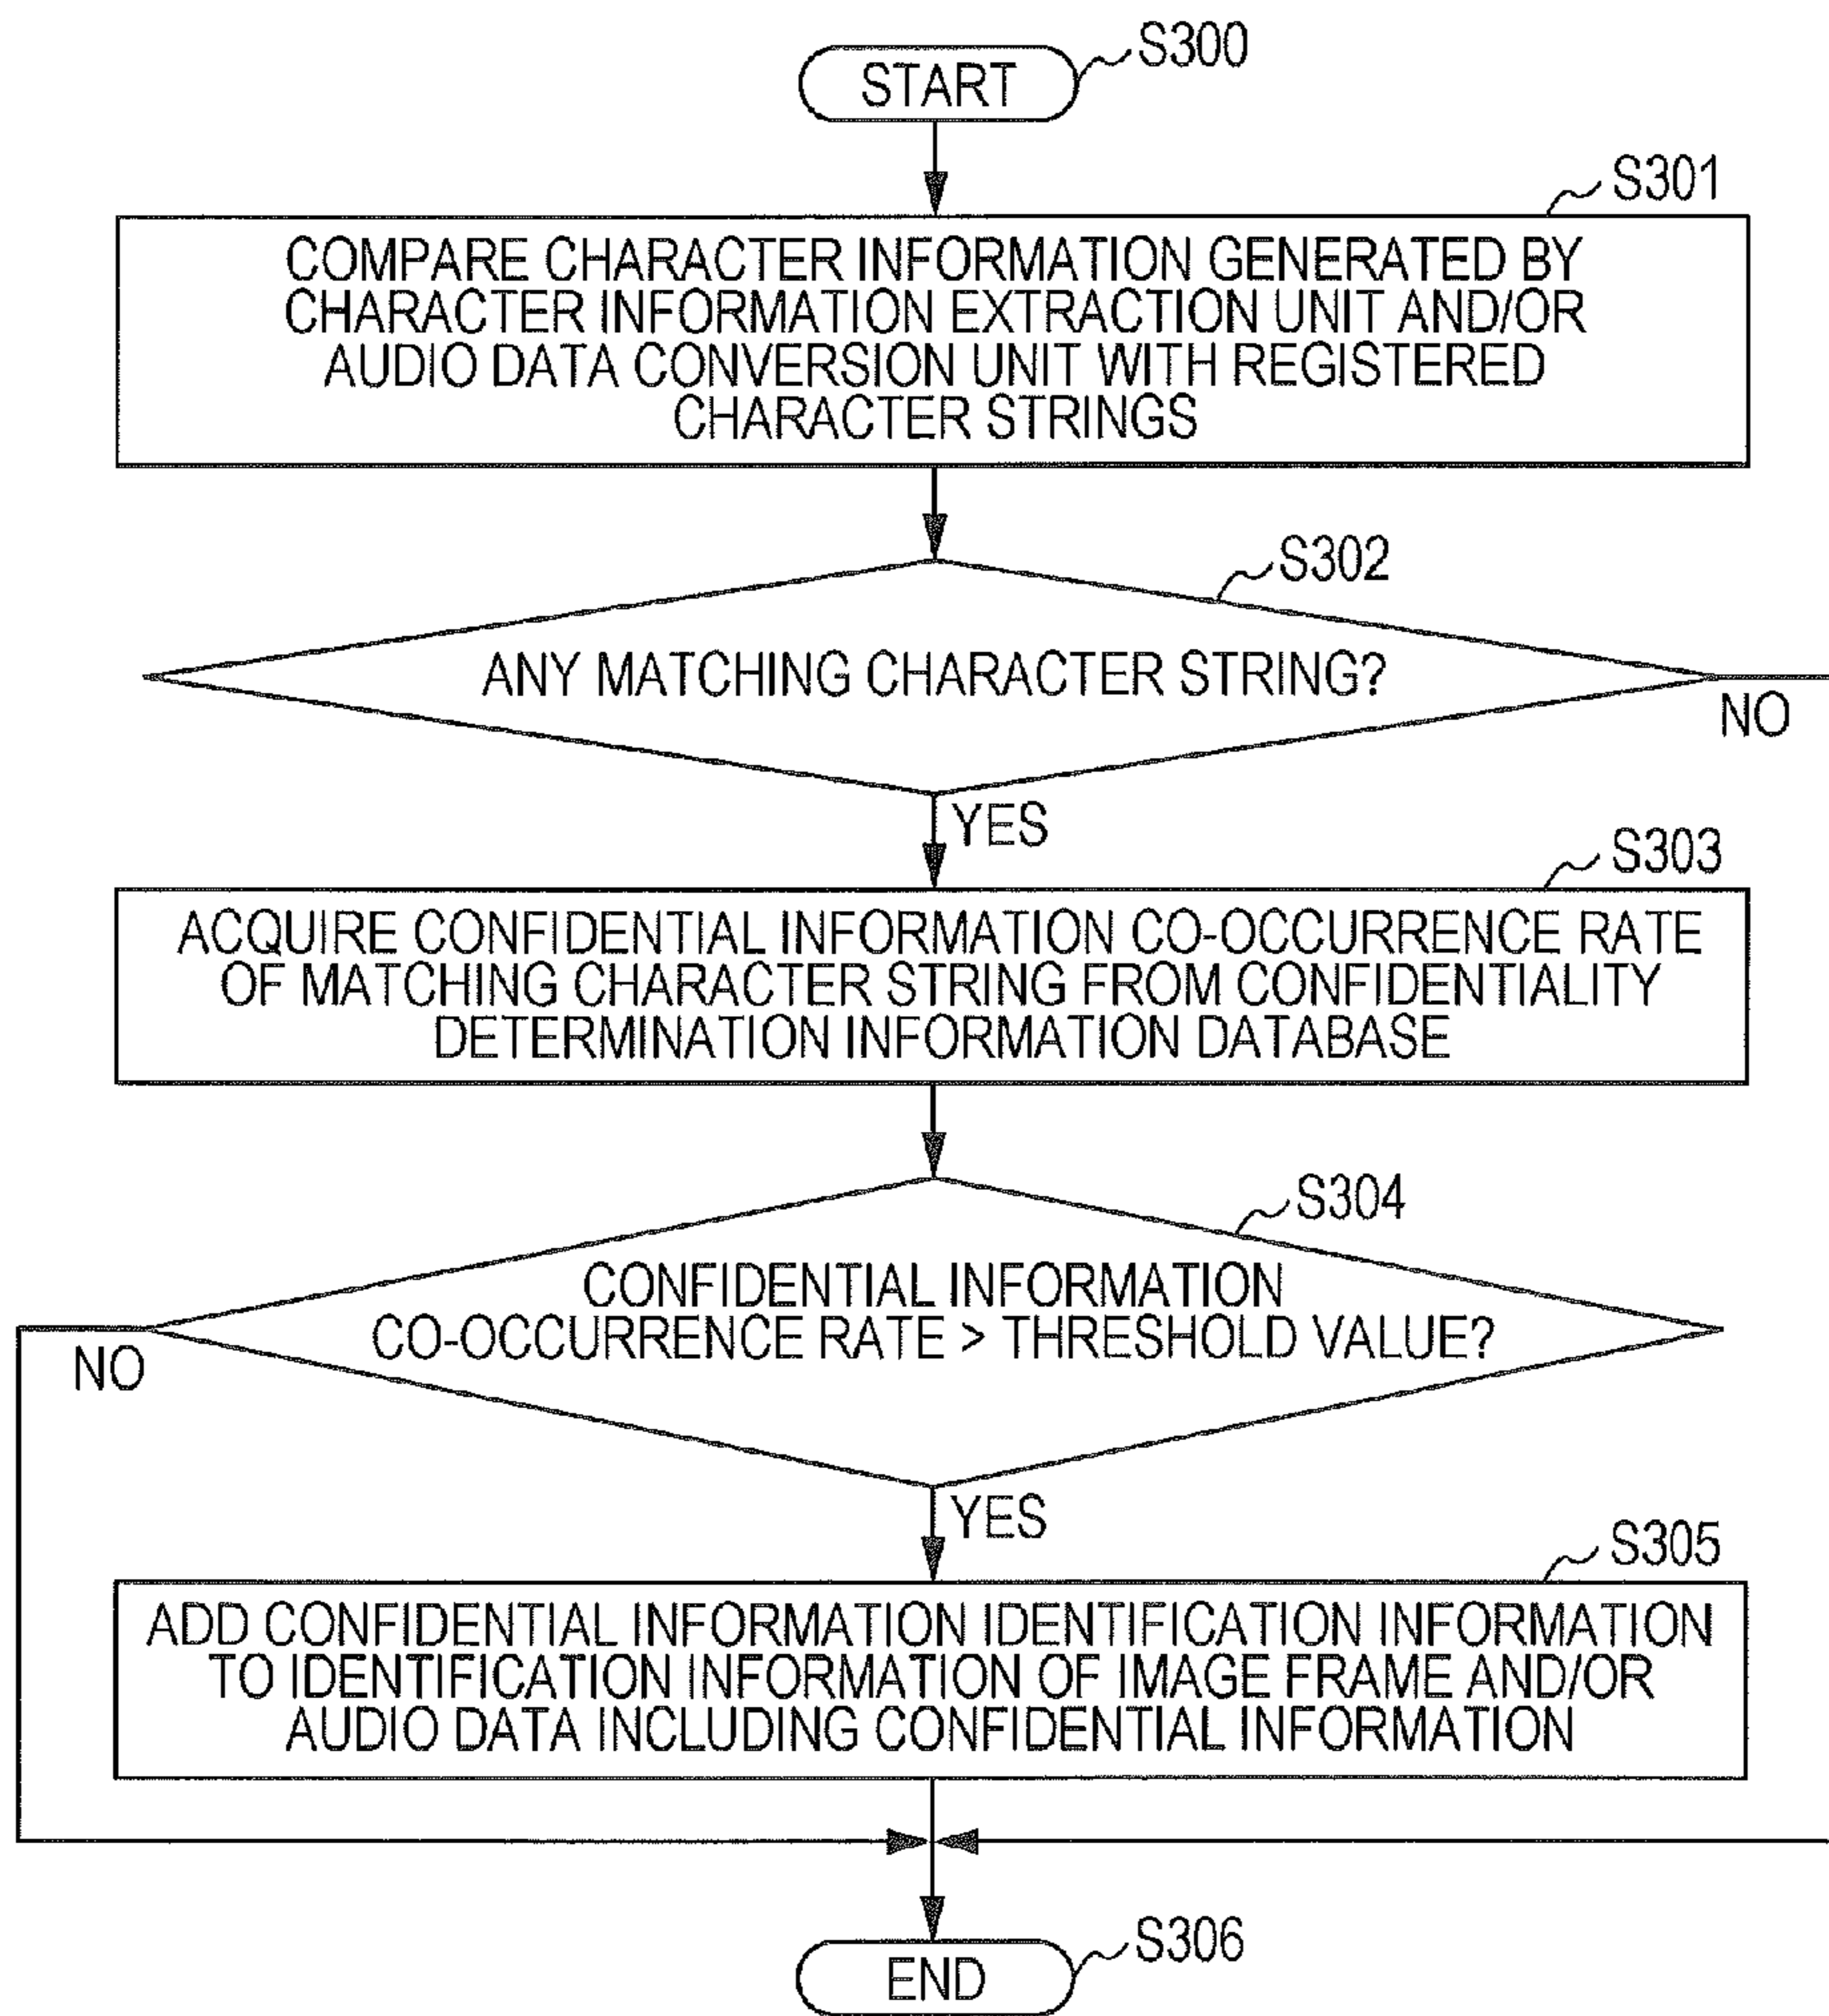 S300
START
S301
COMPARE CHARACTER INFORMATION GENERATED BY
CHARACTER INFORMATION EXTRACTION UNIT AND/OR
AUDIO DATA CONVERSION UNIT WITH REGISTERED
CHARACTER STRINGS
S302
ANY MATCHING CHARACTER STRING?
NO
YES
S303
ACQUIRE CONFIDENTIAL INFORMATION CO-OCCURRENCE RATE
OF MATCHING CHARACTER STRING FROM CONFIDENTIALITY
DETERMINATION INFORMATION DATABASE
S304
CONFIDENTIAL INFORMATION
CO-OCCURRENCE RATE > THRESHOLD VALUE?
NO
YES
S305
ADD CONFIDENTIAL INFORMATION IDENTIFICATION INFORMATION
TO IDENTIFICATION INFORMATION OF IMAGE FRAME AND/OR
AUDIO DATA INCLUDING CONFIDENTIAL INFORMATION
S306
END